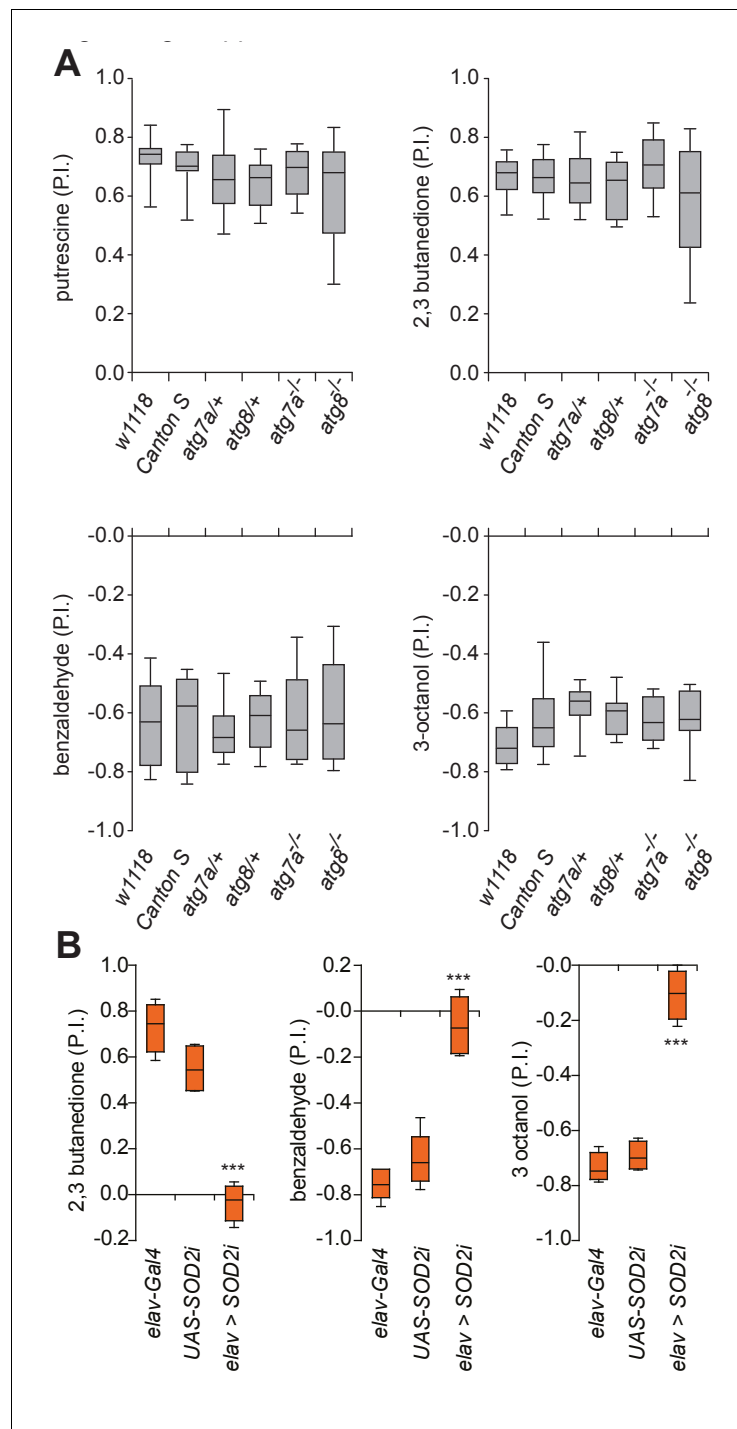 A
1.0
0.8
0.6
0.4
0.2
0.0
putrescine (P.I.)
w1118
Canton S
atg7a/+
atg8/+
atg7a-/-
atg8-/-
1.0
0.8
0.6
0.4
0.2
0.0
2,3 butanedione (P.I.)
w1118
Canton S
atg7a/+
atg8/+
atg7a-/-
atg8-/-
-0.0
-0.2
-0.4
-0.6
-0.8
-1.0
benzaldehyde (P.I.)
w1118
Canton S
atg7a/+
atg8/+
atg7a-/-
atg8-/-
-0.0
-0.2
-0.4
-0.6
-0.8
-1.0
3-octanol (P.I.)
w1118
Canton S
atg7a/+
atg8/+
atg7a-/-
atg8-/-
B
1.0
0.8
0.6
0.4
0.2
0.0
-0.2
2,3 butanedione (P.I.)
***
elav-Gal4
UAS-SOD2i
elav > SOD2i
0.2
-0.0
-0.2
-0.4
-0.6
-0.8
-1.0
benzaldehyde (P.I.)
***
elav-Gal4
UAS-SOD2i
elav > SOD2i
-0.0
-0.2
-0.4
-0.6
-0.8
-1.0
3 octanol (P.I.)
***
elav-Gal4
UAS-SOD2i
elav > SOD2i